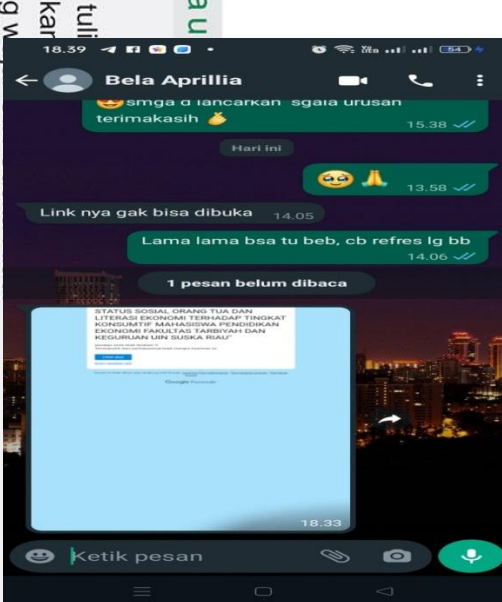 a u
tuli
kar
g w
18.39
54
Bela Aprillia
smga d lancarkan sgala urusan
terimakasih
15.38
Hari ini
13.58
Link nya gak bisa dibuka 14.05
Lama lama bsa tu beb, cb refres lg bb
14.06
1 pesan belum dibaca
STATUS SOSIAL ORANG TUA DAN
LITERASI EKONOMI TERHADAP TINGKAT
KONSUMTIF MAHASISWA PENDIDIKAN
EKONOMI FAKULTAS TARBIYAH DAN
KEGURUAN UIN SUSKA RIAU"
Google
18.33
Ketik pesan